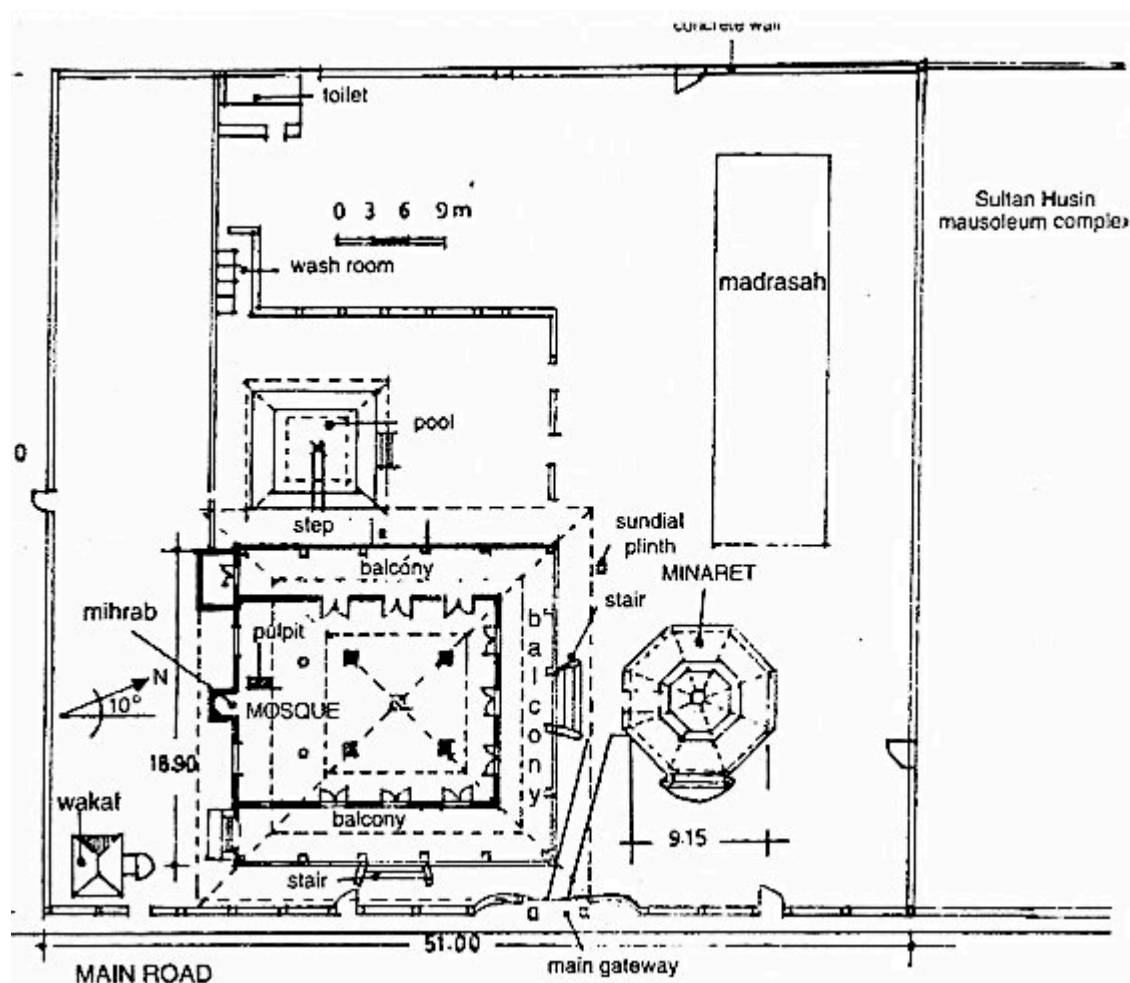 concrete wall
toilet
0 3 6 9m
Sultan Husin
mausoleum complex
wash room
madrasah
pool
0
step
sundial
plinth
balcony
MINARET
stair
mihrab
pulpit
balcony
N
10°
MOSQUE
18.90
wakaf
balcony
9.15
stair
51.00
main gateway
MAIN ROAD